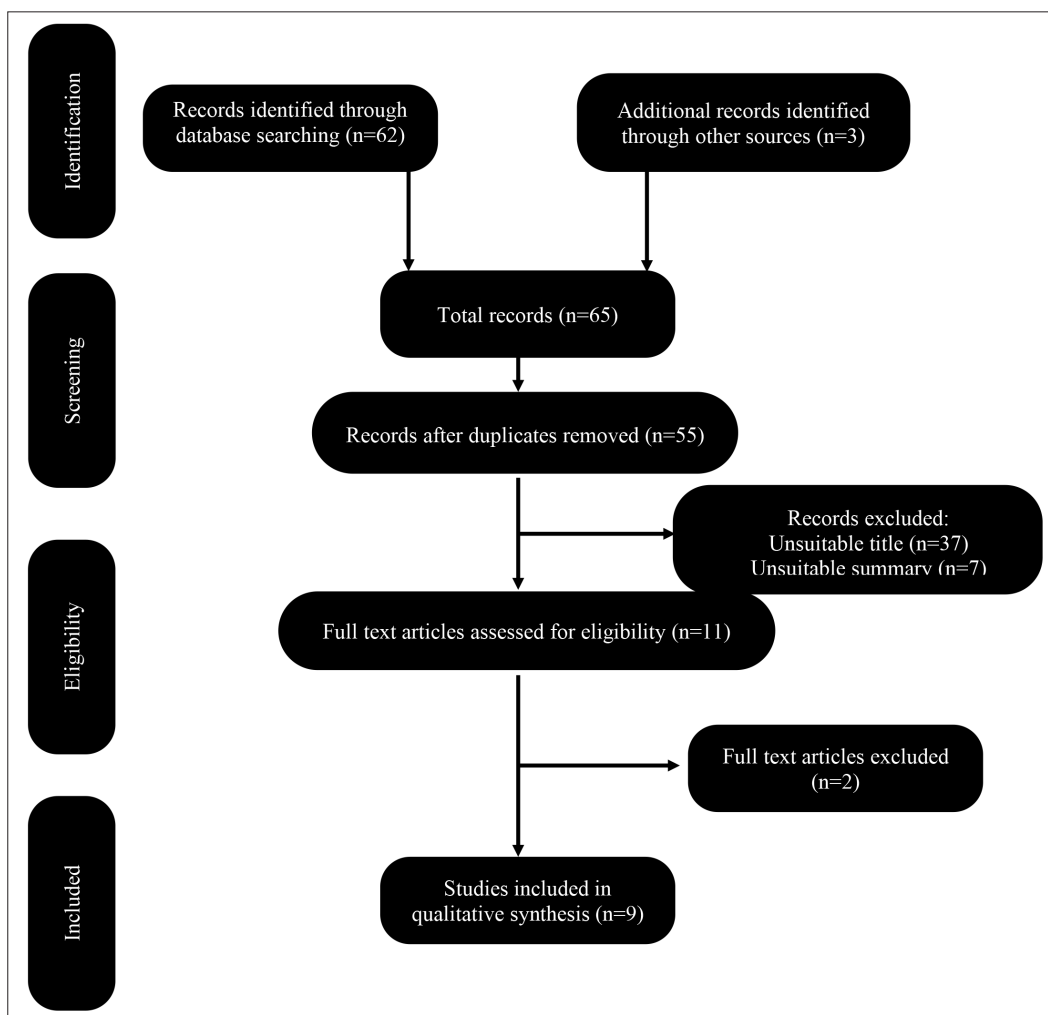 Identification
Records identified through
database searching (n=62)
Additional records identified
through other sources (n=3)
Screening
Total records (n=65)
Records after duplicates removed (n=55)
Records excluded:
Unsuitable title (n=37)
Unsuitable summary (n=7)
Eligibility
Full text articles assessed for eligibility (n=11)
Full text articles excluded
(n=2)
Included
Studies included in
qualitative synthesis (n=9)